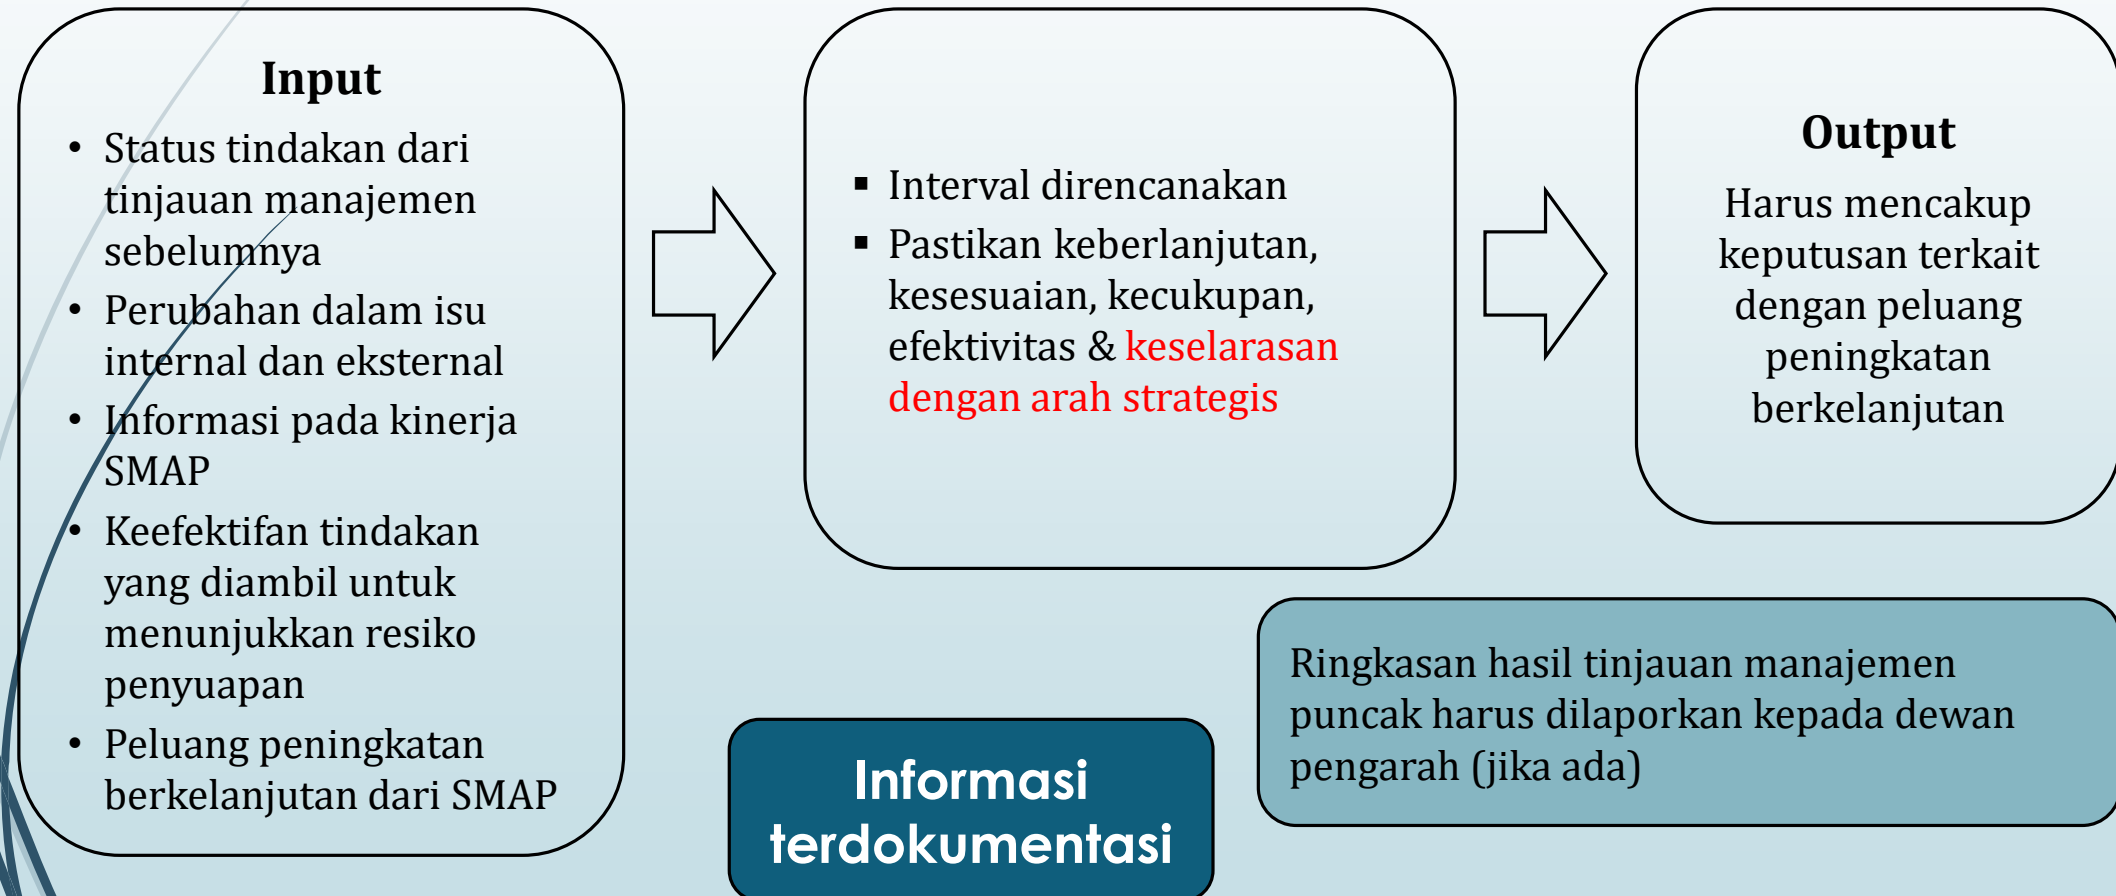 Input
• Status tindakan dari
tinjauan manajemen
sebelumnya
• Perubahan dalam isu
internal dan eksternal
• Informasi pada kinerja
SMAP
• Keefektifan tindakan
yang diambil untuk
menunjukkan resiko
penyuapan
• Peluang peningkatan
berkelanjutan dari SMAP
▪ Interval direncanakan
▪ Pastikan keberlanjutan,
kesesuaian, kecukupan,
efektivitas & keselarasan
dengan arah strategis
Output
Harus mencakup
keputusan terkait
dengan peluang
peningkatan
berkelanjutan
Ringkasan hasil tinjauan manajemen
puncak harus dilaporkan kepada dewan
pengarah (jika ada)
Informasi
terdokumentasi